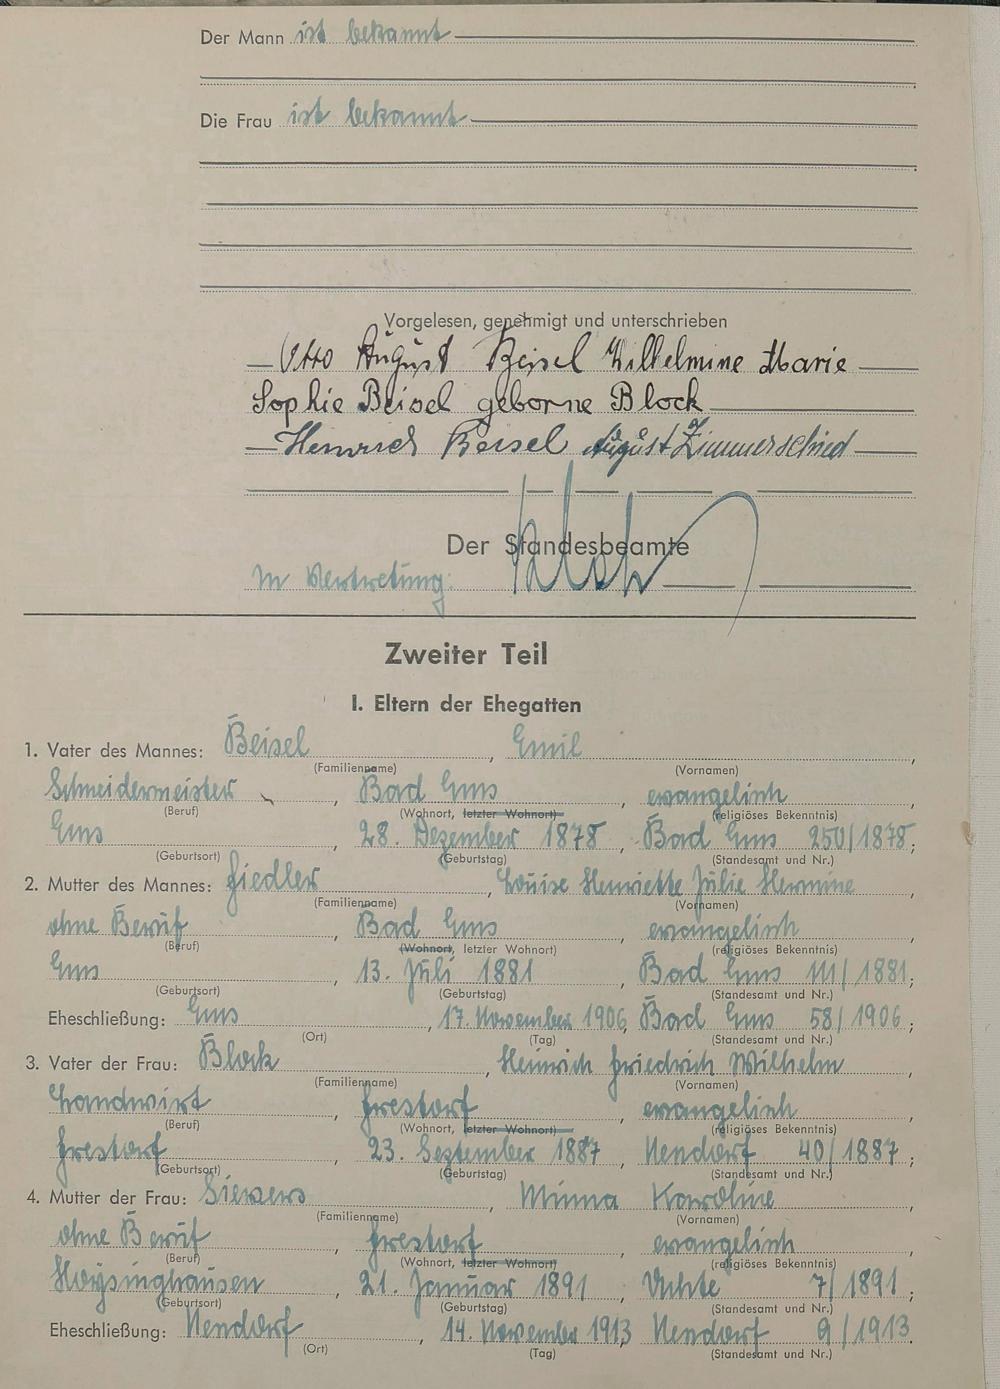 Der Mann ist bekannt
Die Frau ist bekannt
Vorgelesen, genehmigt und unterschrieben
Otto August Beisel Wilhelmine Marie
Sophie Beisel geborne Block
Heinrich Beisel August Zimmerschied
Der Standesbeamte
In Vertretung:
Zweiter Teil
I. Eltern der Ehegatten
1. Vater des Mannes: Beisel, Emil,
(Familienname) (Vornamen)
Schneidermeister, Bad Ems, evangelisch,
(Beruf) (Wohnort, letzter Wohnort) (religiöses Bekenntnis)
Ems, 28. Dezember 1878, Bad Ems 250/1878;
(Geburtsort) (Geburtstag) (Standesamt und Nr.)
2. Mutter des Mannes: Fiedler, Louise Henriette Julie Hermine,
(Familienname) (Vornamen)
ohne Beruf, Bad Ems, evangelisch,
(Beruf) (Wohnort, letzter Wohnort) (religiöses Bekenntnis)
Ems, 13. Juli 1881, Bad Ems 111/1881;
(Geburtsort) (Geburtstag) (Standesamt und Nr.)
Eheschließung: Ems, 17. November 1906, Bad Ems 58/1906;
(Ort) (Tag) (Standesamt und Nr.)
3. Vater der Frau: Block, Heinrich Friedrich Wilhelm,
(Familienname) (Vornamen)
Landwirt, Frestorf, evangelisch,
(Beruf) (Wohnort, letzter Wohnort) (religiöses Bekenntnis)
Frestorf, 23. September 1887, Nendorf 40/1887;
(Geburtsort) (Geburtstag) (Standesamt und Nr.)
4. Mutter der Frau: Siewers, Minna Karoline,
(Familienname) (Vornamen)
ohne Beruf, Frestorf, evangelisch,
(Beruf) (Wohnort, letzter Wohnort) (religiöses Bekenntnis)
Hoysinghausen, 21. Januar 1891, Uchte 7/1891;
(Geburtsort) (Geburtstag) (Standesamt und Nr.)
Eheschließung: Nendorf, 14. November 1913, Nendorf 9/1913.
(Ort) (Tag) (Standesamt und Nr.)